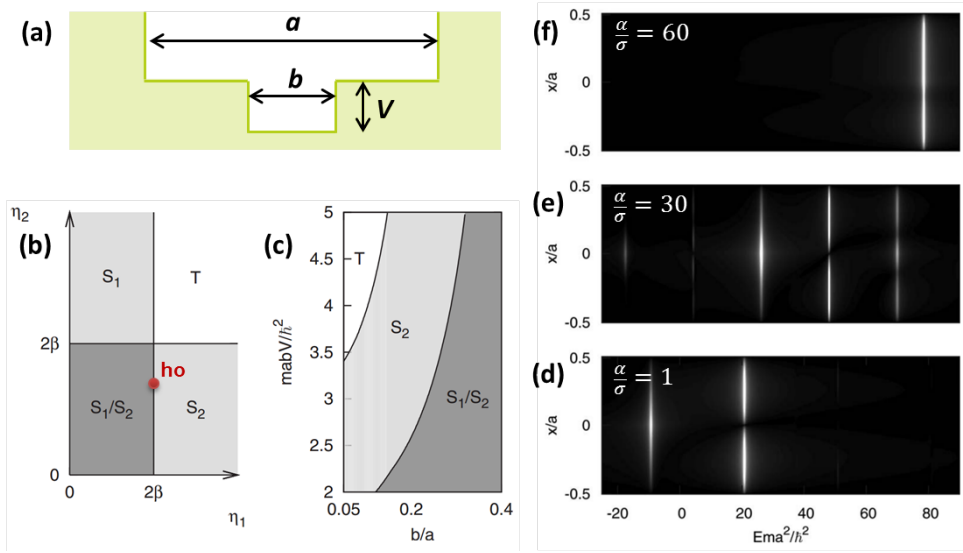 (a)
a
b
V
(b)
η₂
S₁
T
2β
ho
S₁/S₂
S₂
0
0
2β
η₁
(c)
mabV/ℏ²
5
4.5
4
3.5
3
2.5
2
T
S₂
S₁/S₂
0.05
0.2
0.4
b/a
(f)
α/σ = 60
x/a
0.5
0
-0.5
(e)
α/σ = 30
x/a
0.5
0
-0.5
(d)
α/σ = 1
x/a
0.5
0
-0.5
-20
0
20
40
60
80
Ema²/ℏ²